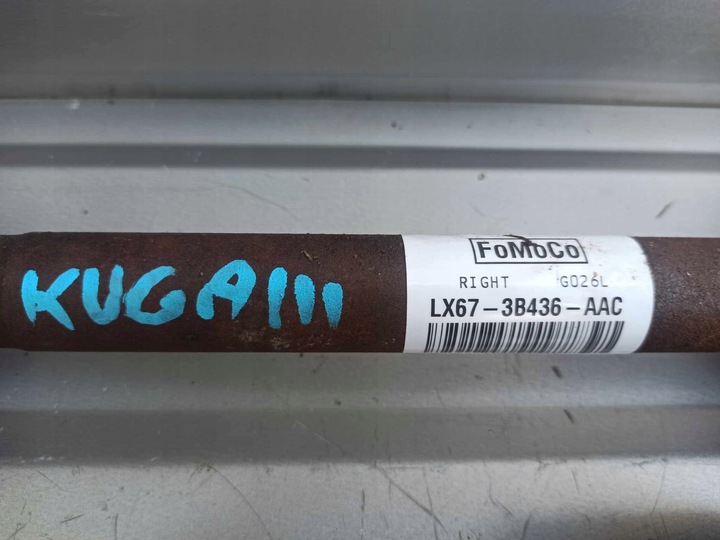 KUGA III
FoMoCo
RIGHT G026L
LX67-3B436-AAC